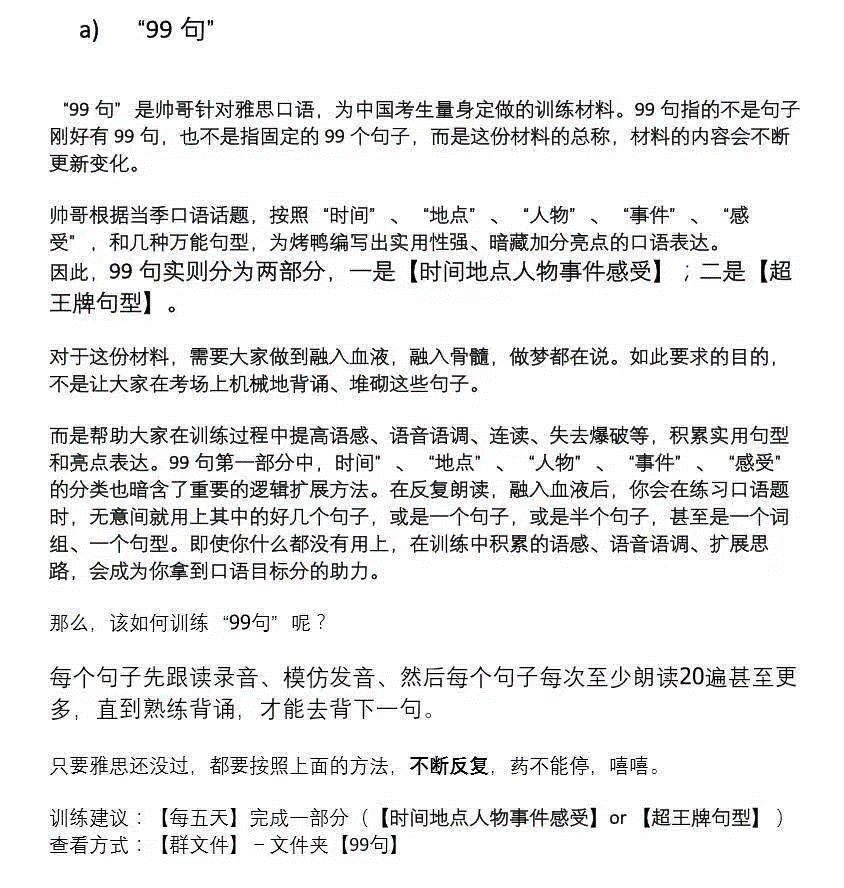 a) “99 句”
“99 句” 是帅哥针对雅思口语，为中国考生量身定做的训练材料。99 句指的不是句子
刚好有 99 句，也不是指固定的 99 个句子，而是这份材料的总称，材料的内容会不断
更新变化。
帅哥根据当季口语话题，按照 “时间” 、 “地点” 、 “人物” 、 “事件” 、 “感
受” ，和几种万能句型，为烤鸭编写出实用性强、暗藏加分亮点的口语表达。
因此，99 句实则分为两部分，一是【时间地点人物事件感受】；二是【超
王牌句型】。
对于这份材料，需要大家做到融入血液，融入骨髓，做梦都在说。如此要求的目的，
不是让大家在考场上机械地背诵、堆砌这些句子。
而是帮助大家在训练过程中提高语感、语音语调、连读、失去爆破等，积累实用句型
和亮点表达。99 句第一部分中，时间” 、 “地点” 、 “人物” 、 “事件” 、 “感受”
的分类也暗含了重要的逻辑扩展方法。在反复朗读，融入血液后，你会在练习口语题
时，无意间就用上其中的好几个句子，或是一个句子，或是半个句子，甚至是一个词
组、一个句型。即使你什么都没有用上，在训练中积累的语感、语音语调、扩展思
路，会成为你拿到口语目标分的助力。
那么，该如何训练 “99句” 呢？
每个句子先跟读录音、模仿发音、然后每个句子每次至少朗读20遍甚至更
多，直到熟练背诵，才能去背下一句。
只要雅思还没过，都要按照上面的方法，不断反复，药不能停，嘻嘻。
训练建议：【每五天】完成一部分（【时间地点人物事件感受】or 【超王牌句型】）
查看方式：【群文件】–文件夹【99句】